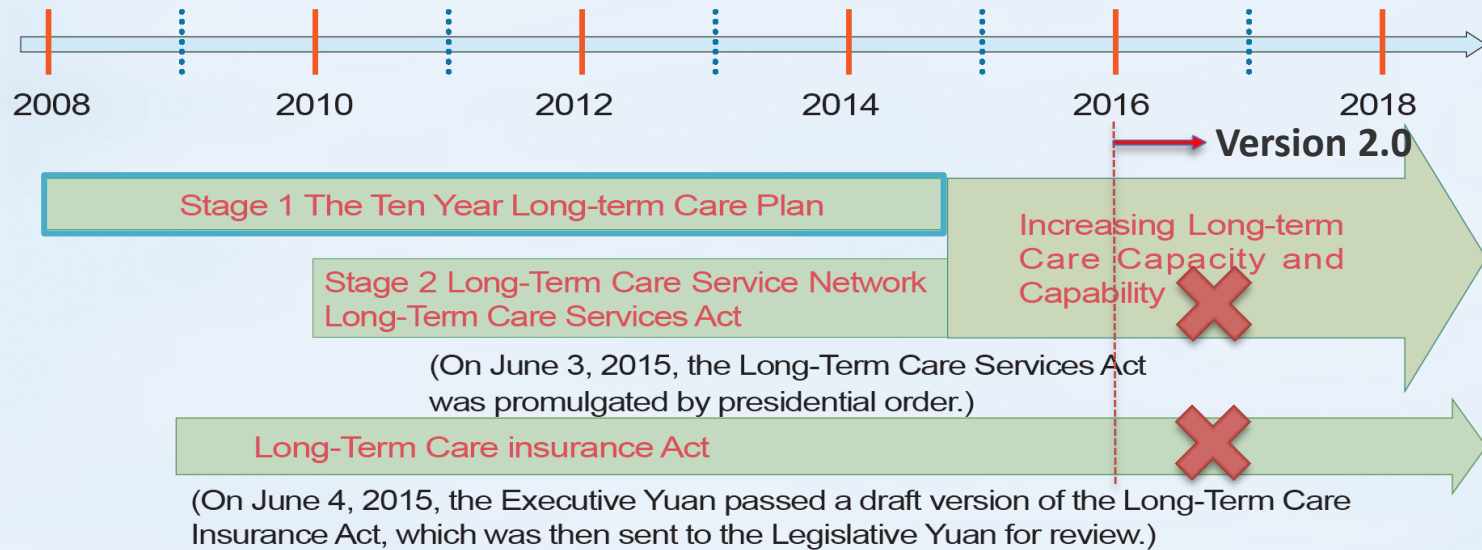 2008 2010 2012 2014 2016 2018
Version 2.0
Stage 1 The Ten Year Long-term Care Plan
Increasing Long-term
Care Capacity and
Capability
Stage 2 Long-Term Care Service Network
Long-Term Care Services Act
(On June 3, 2015, the Long-Term Care Services Act
was promulgated by presidential order.)
Long-Term Care insurance Act
(On June 4, 2015, the Executive Yuan passed a draft version of the Long-Term Care
Insurance Act, which was then sent to the Legislative Yuan for review.)